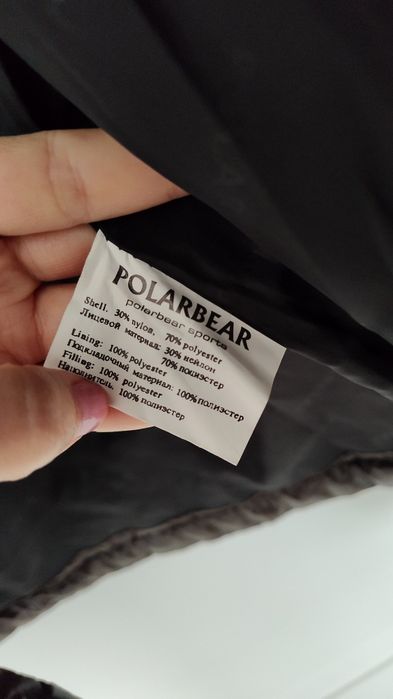 POLARBEAR
polarbear sports
Shell: 30% nylon, 70% polyester
Лицевой материал: 30% нейлон
70% полиэстер
Lining: 100% polyester
Подкладочный материал: 100% полиэстер
Filling: 100% polyester
Наполнитель, 100% полиэстер